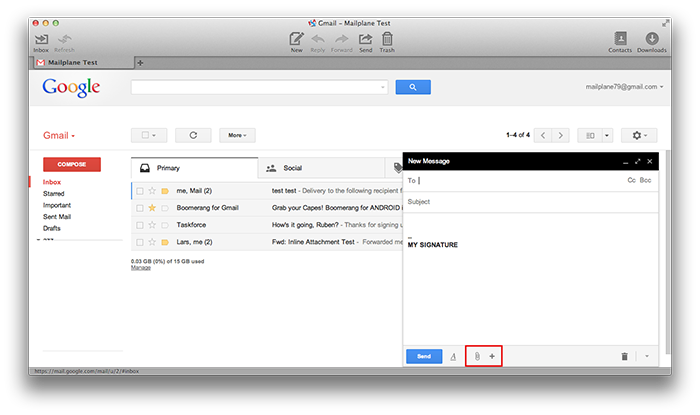 Gmail – Mailplane Test
Inbox Refresh New Reply Forward Send Trash Contacts Downloads
Mailplane Test
Google
mailplane79@gmail.com
Gmail
More
1–4 of 4
COMPOSE
Inbox
Starred
Important
Sent Mail
Drafts
Primary Social
me, Mail (2) test test - Delivery to the following recipient f
Boomerang for Gmail Grab your Capes! Boomerang for ANDROID i
Taskforce How's it going, Ruben? - Thanks for signing u
Lars, me (2) Fwd: Inline Attachment Test - Forwarded me
0.03 GB (0%) of 15 GB used
Manage
New Message
To Cc Bcc
Subject
--
MY SIGNATURE
Send A
https://mail.google.com/mail/u/2/#inbox